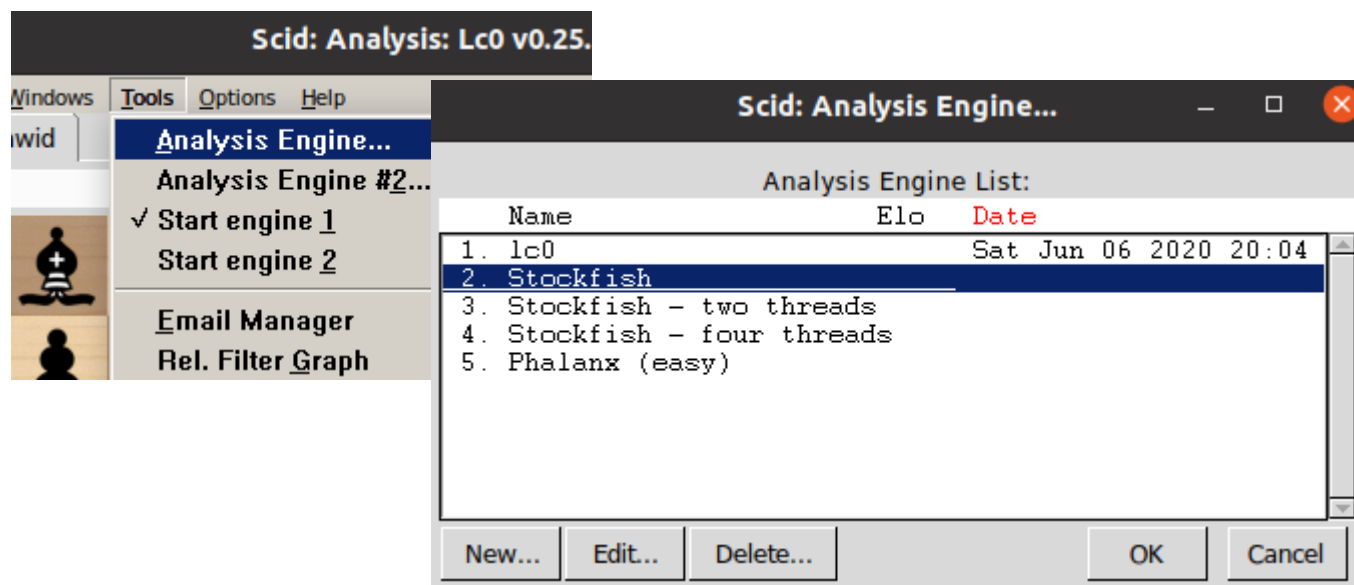 Scid: Analysis: Lc0 v0.25.
Windows Tools Options Help
wid
Analysis Engine...
Analysis Engine #2...
✓ Start engine 1
Start engine 2
Email Manager
Rel. Filter Graph
Scid: Analysis Engine...
Analysis Engine List:
Name Elo Date
1. lc0 Sat Jun 06 2020 20:04
2. Stockfish
3. Stockfish - two threads
4. Stockfish - four threads
5. Phalanx (easy)
New... Edit... Delete... OK Cancel